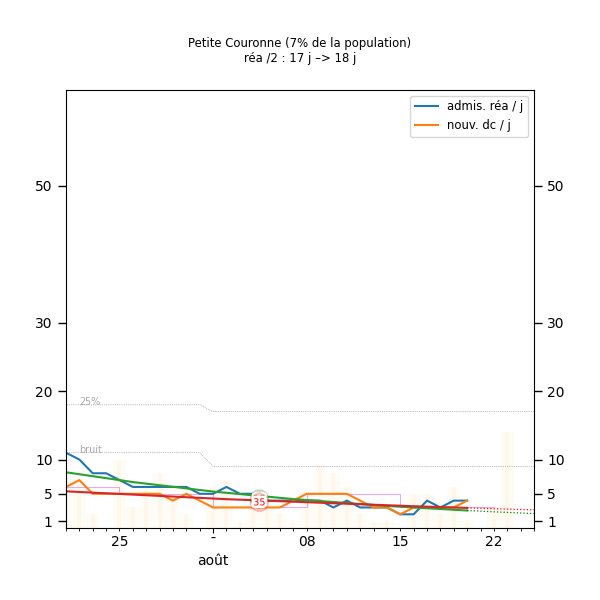 Petite Couronne (7% de la population)
réa /2 : 17 j –> 18 j
admis. réa / j
nouv. dc / j
50 50
30 30
20 20
25%
bruit
10 10
5 5
35
1 1
25 - 08 15 22
août